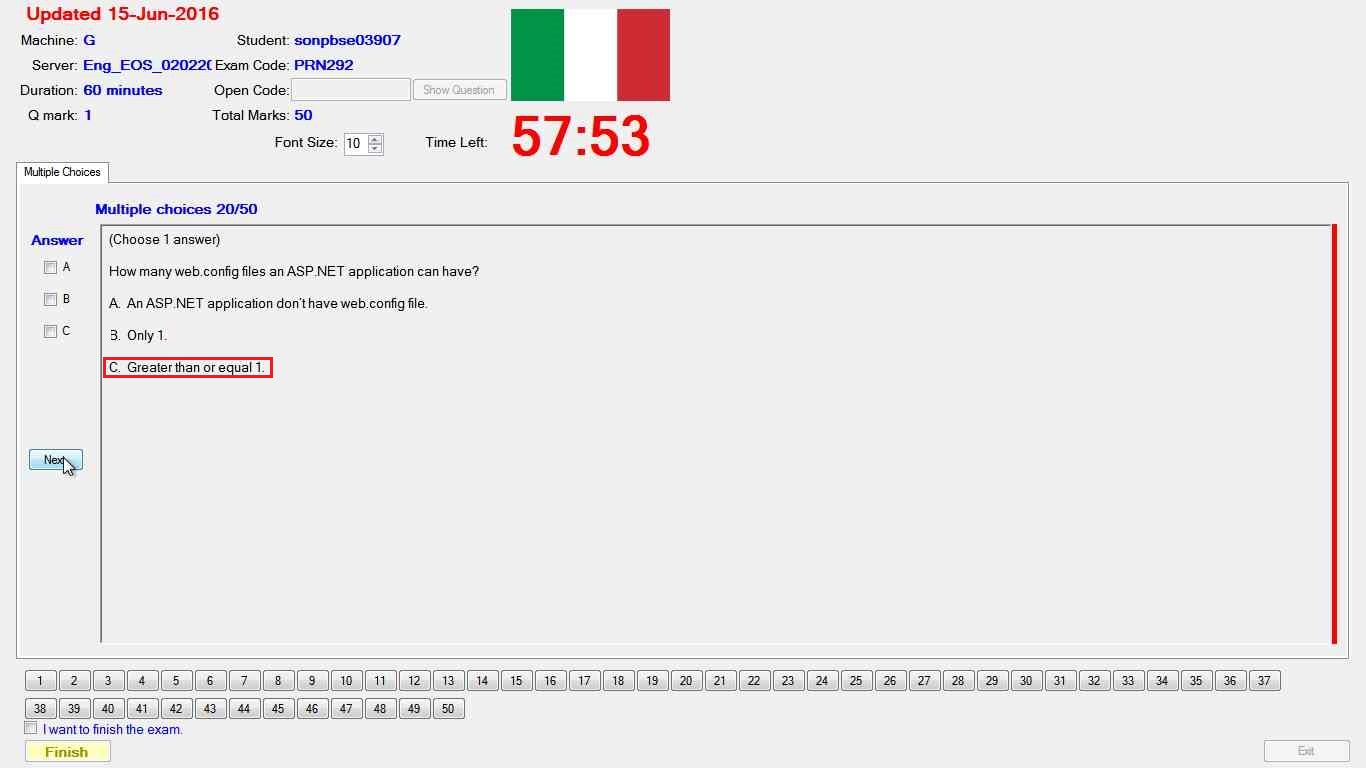 Updated 15-Jun-2016
Machine: G Student: sonpbse03907
Server: Eng_EOS_020220 Exam Code: PRN292
Duration: 60 minutes Open Code: Show Question
Q mark: 1 Total Marks: 50
Font Size: 10 Time Left: 57:53
Multiple Choices
Multiple choices 20/50
Answer
(Choose 1 answer)
A
How many web.config files an ASP.NET application can have?
B
A. An ASP.NET application don't have web.config file.
C
B. Only 1.
C. Greater than or equal 1.
Next
1 2 3 4 5 6 7 8 9 10 11 12 13 14 15 16 17 18 19 20 21 22 23 24 25 26 27 28 29 30 31 32 33 34 35 36 37
38 39 40 41 42 43 44 45 46 47 48 49 50
I want to finish the exam.
Finish Exit